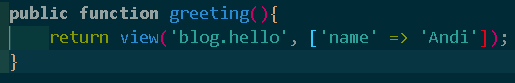 public function greeting(){
    return view('blog.hello', ['name' => 'Andi']);
}